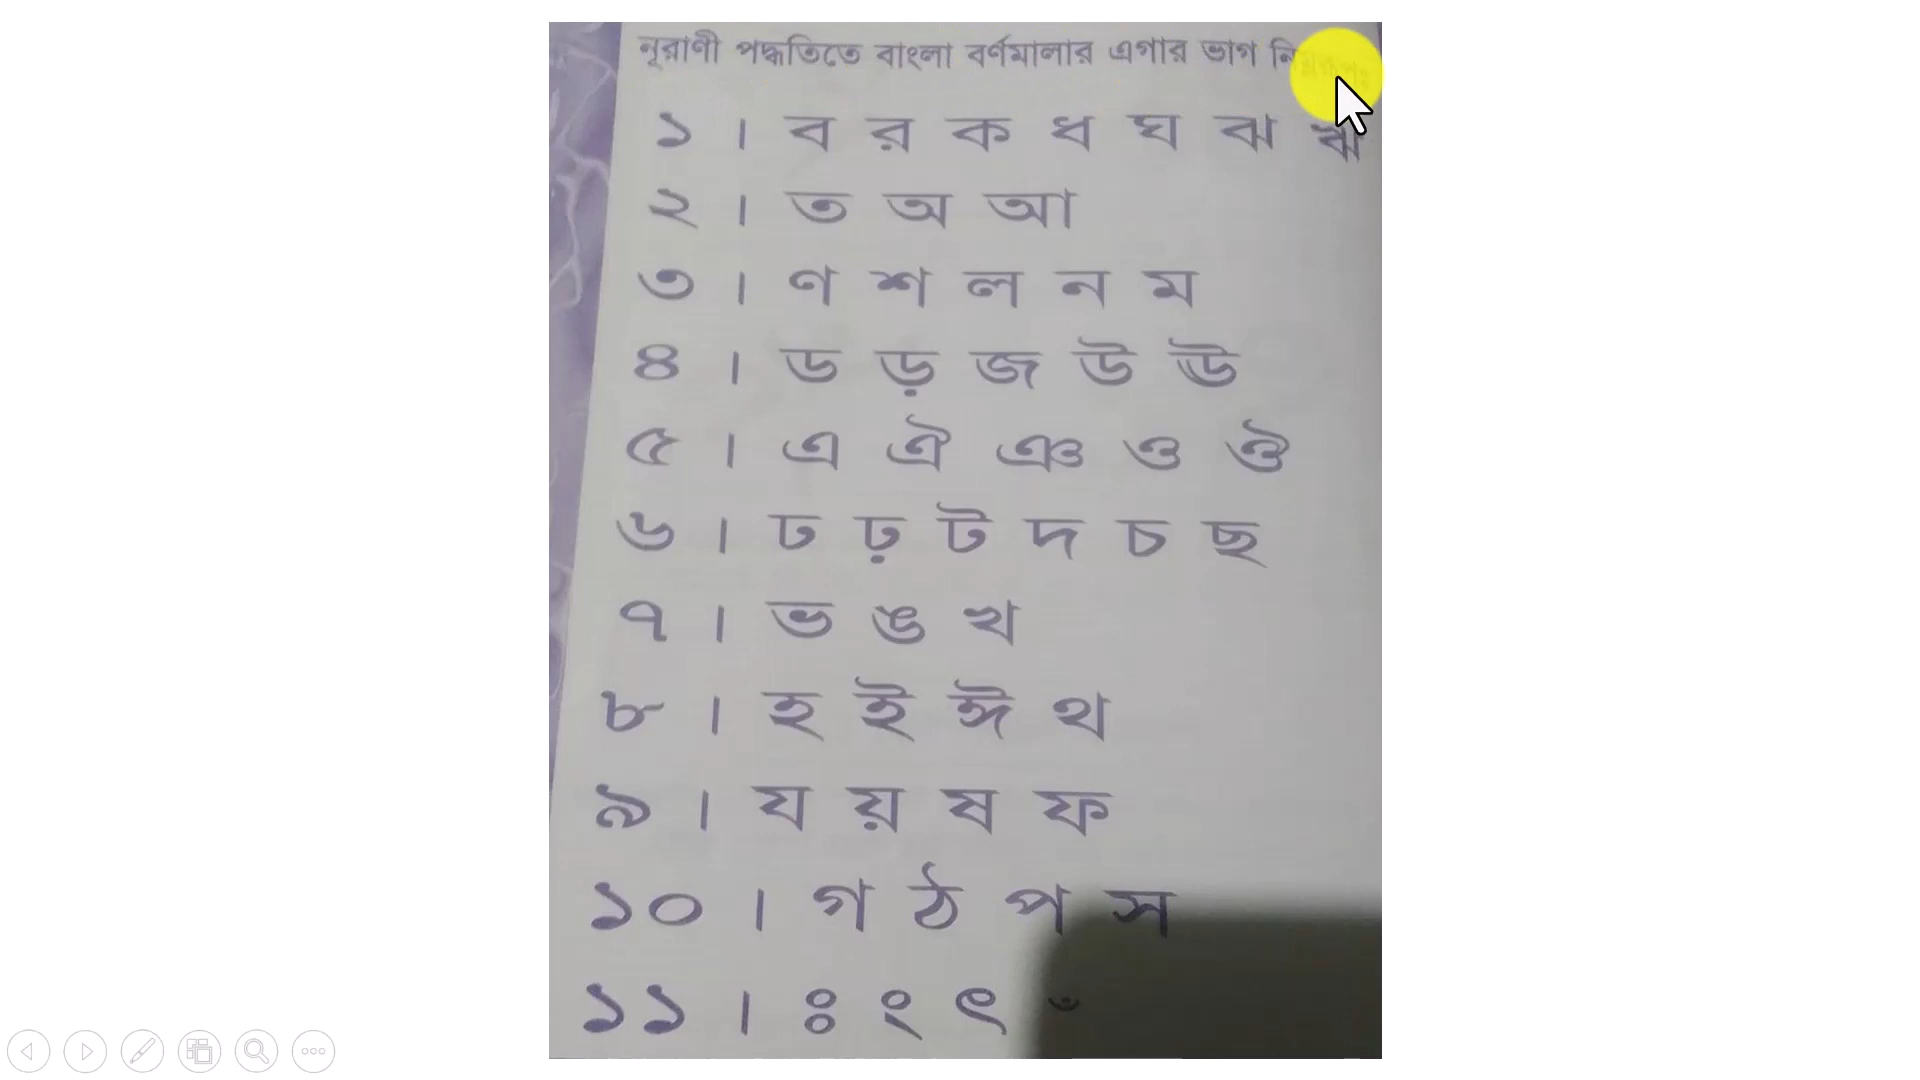 নূরাণী পদ্ধতিতে বাংলা বর্ণমালার এগার ভাগ
১। ব র ক ধ ঘ ঝ ঋ
২। ত অ আ
৩। ণ শ ল ন ম
৪। ড ড় জ উ ঊ
৫। এ ঐ ঞ ও ঔ
৬। ঢ ঢ় ট দ চ ছ
৭। ভ ঙ খ
৮। হ ই ঈ থ
৯। য য় ষ ফ
১০। গ ঠ প স
১১। ঃ ং ৎ ঁ